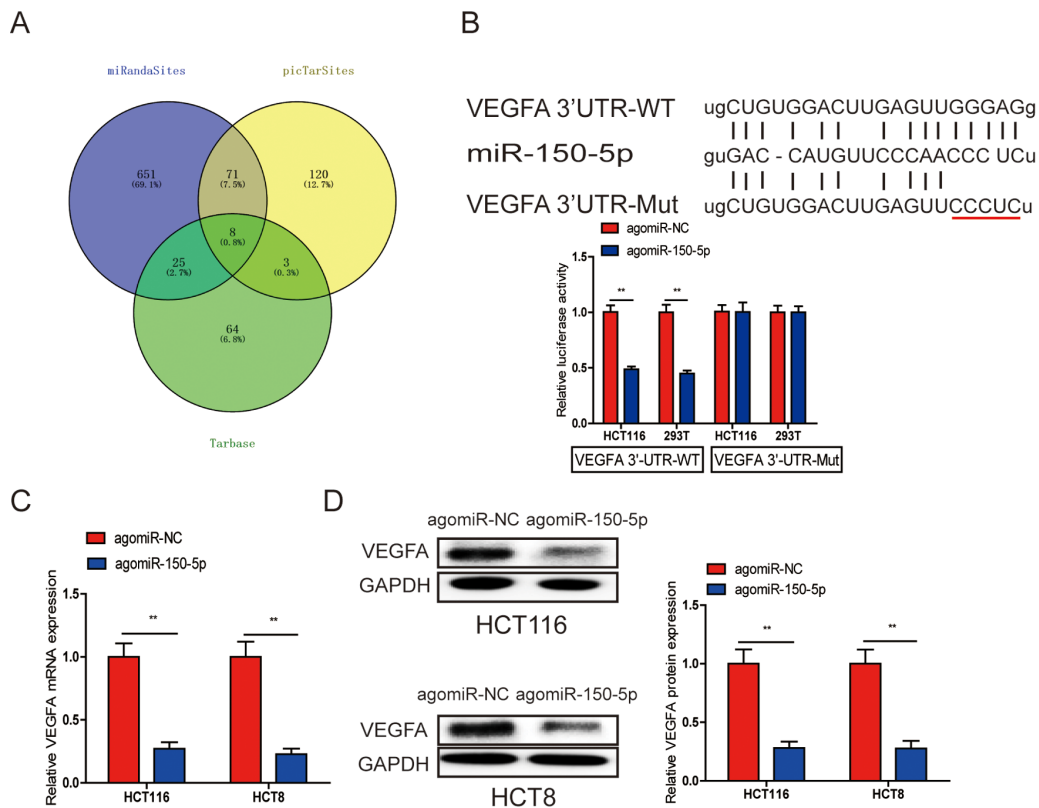 A
miRandaSites
picTarSites
651
(69.1%)
71
(7.5%)
120
(12.7%)
8
(0.8%)
25
(2.7%)
3
(0.3%)
64
(6.8%)
Tarbase
B
VEGFA 3'UTR-WT ugCUGUGGACUUGAGUUGGGAGg
miR-150-5p guGAC - CAUGUUCCCAACCC UCu
VEGFA 3'UTR-Mut ugCUGUGGACUUGAGUUCCCUCu
agomiR-NC
agomiR-150-5p
Relative luciferase activity
1.5
1.0
0.5
0.0
** **
HCT116 293T HCT116 293T
VEGFA 3'-UTR-WT VEGFA 3'-UTR-Mut
C
agomiR-NC
agomiR-150-5p
Relative VEGFA mRNA expression
1.5
1.0
0.5
0.0
** **
HCT116 HCT8
D
agomiR-NC agomiR-150-5p
VEGFA
GAPDH
HCT116
agomiR-NC agomiR-150-5p
VEGFA
GAPDH
HCT8
agomiR-NC
agomiR-150-5p
Relative VEGFA protein expression
1.5
1.0
0.5
0.0
** **
HCT116 HCT8